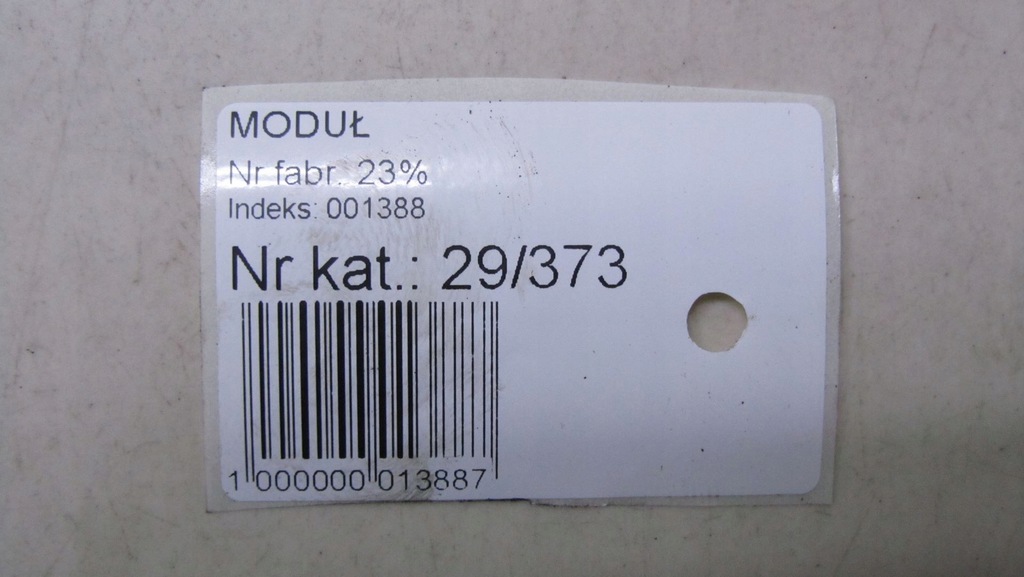 MODUŁ
Nr fabr. 23%
Indeks: 001388
Nr kat.: 29/373
1 000000 013887